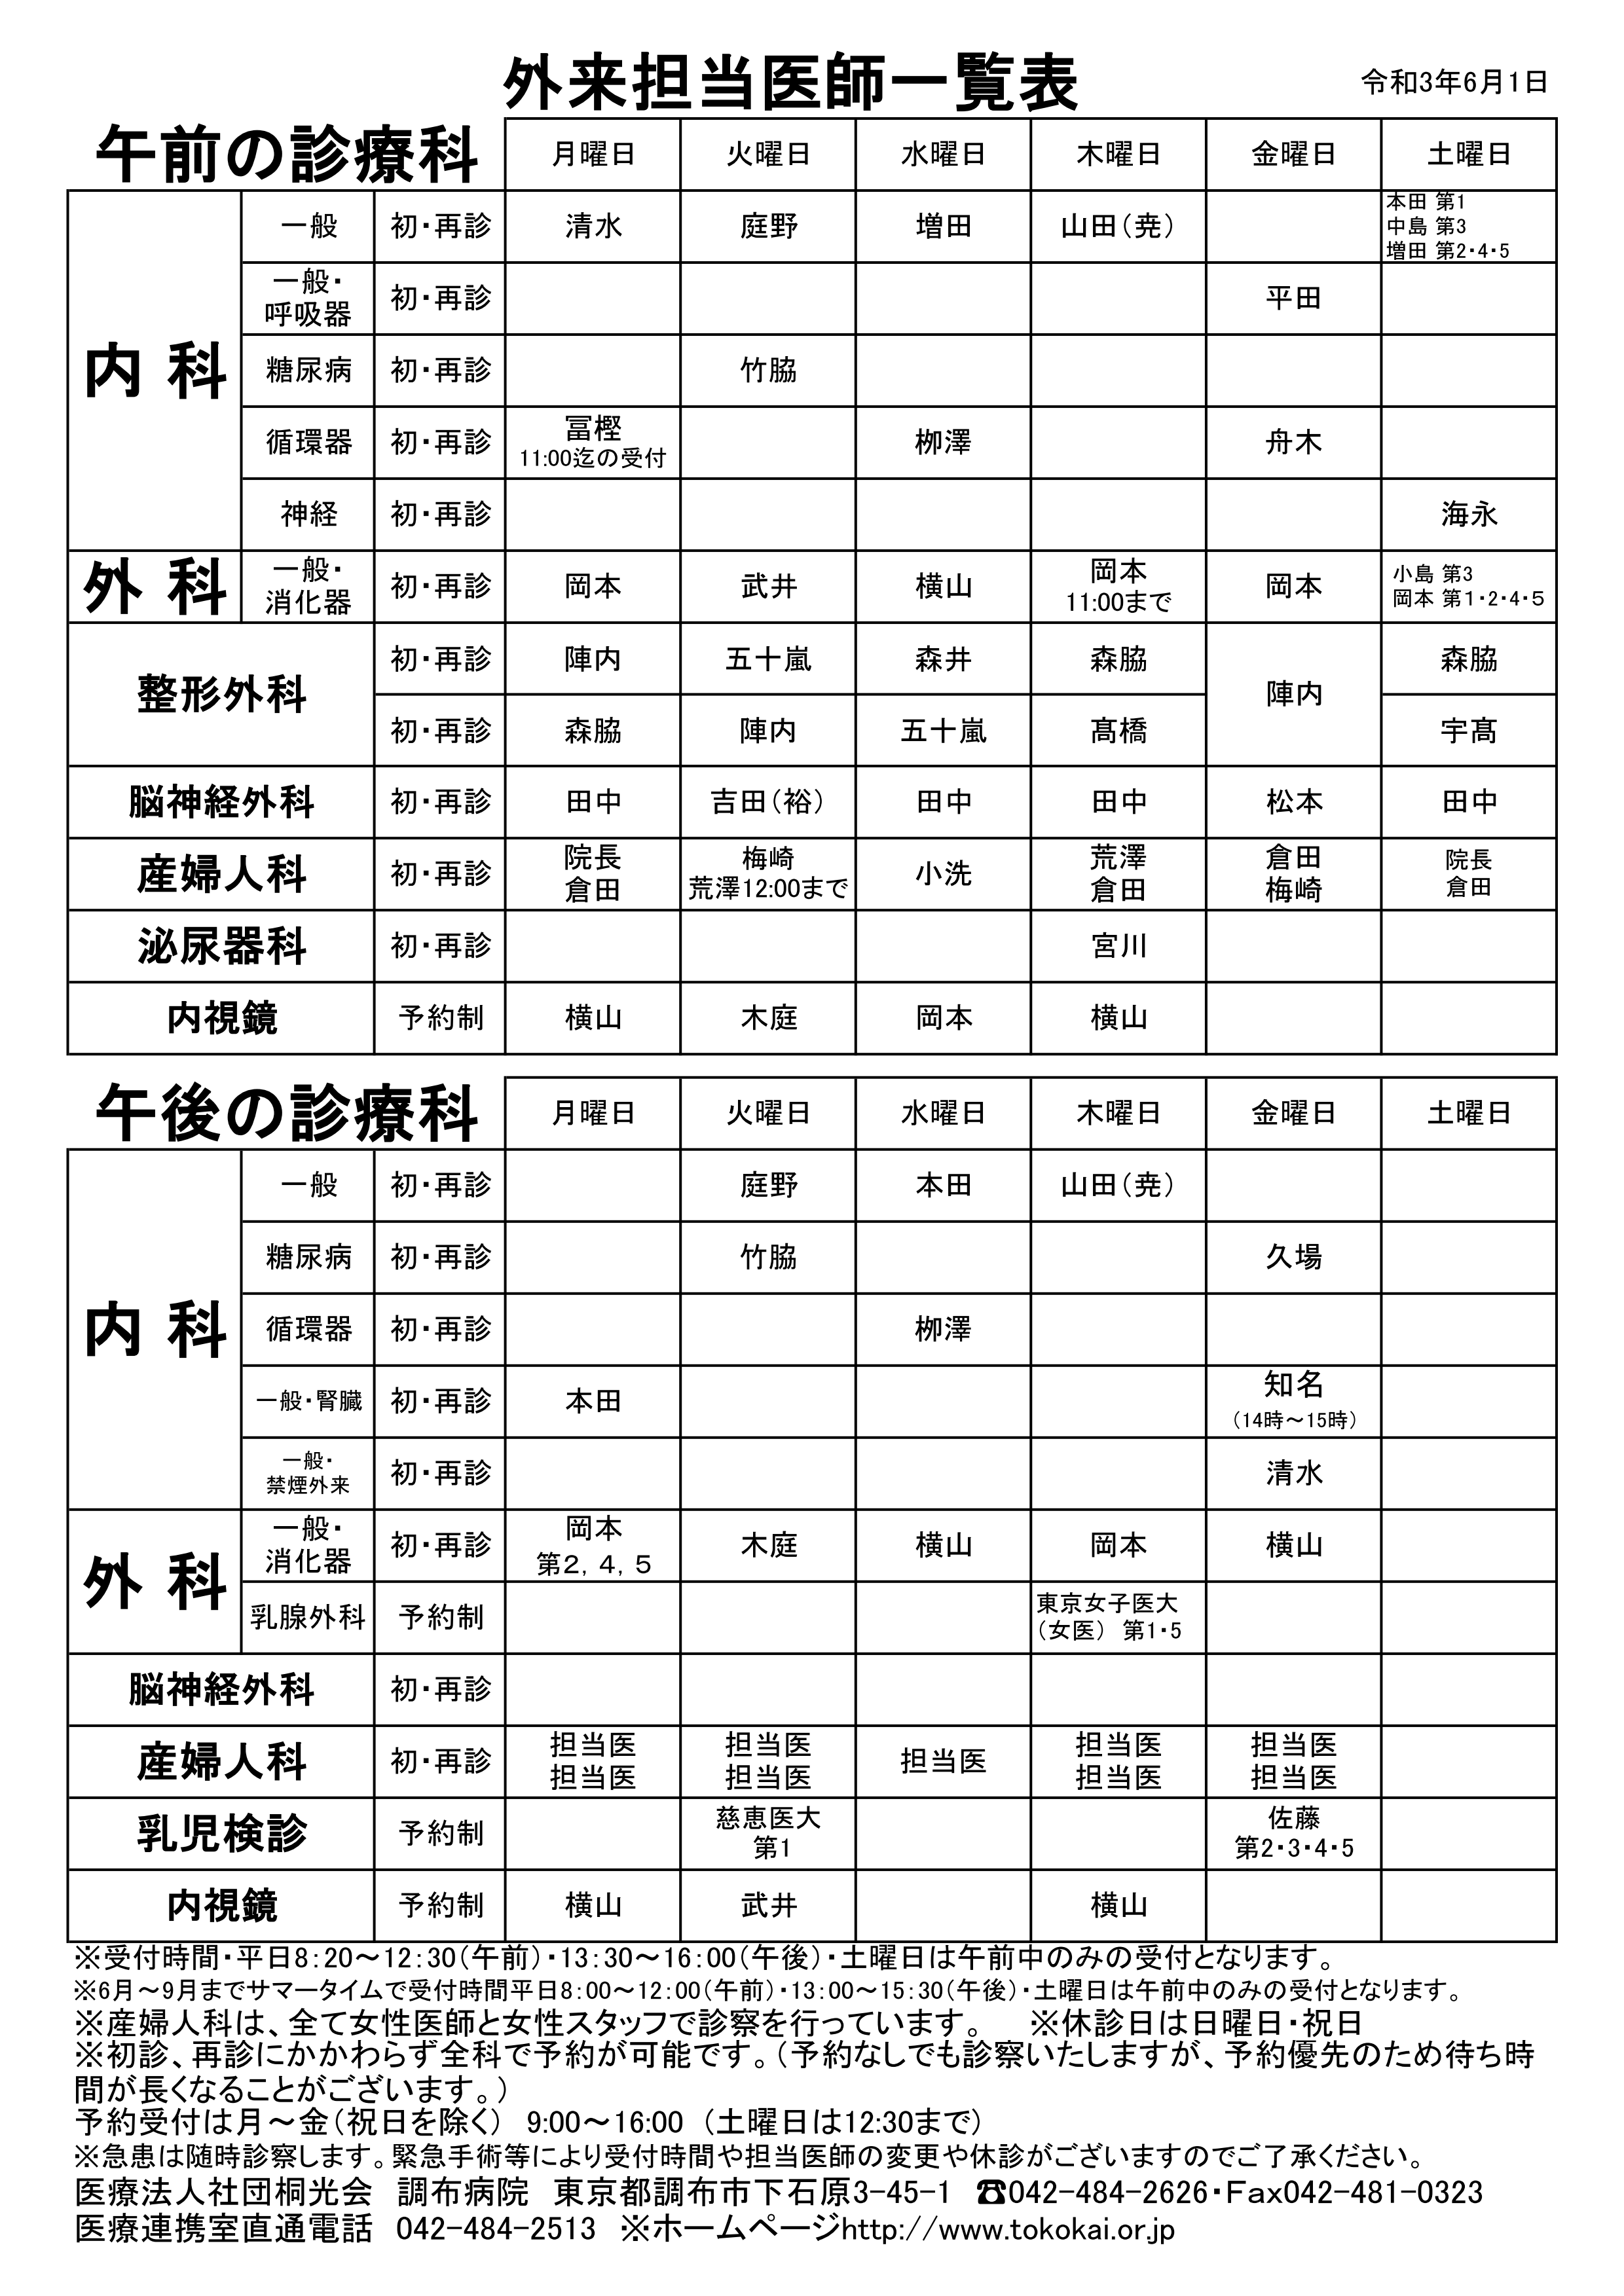 外来担当医師一覧表
令和3年6月1日
午前の診療科 月曜日 火曜日 水曜日 木曜日 金曜日 土曜日
内 科
一般 初・再診 清水 庭野 増田 山田（尭）
本田 第1
中島 第3
増田 第2・4・5
一般・
呼吸器 初・再診 平田
糖尿病 初・再診 竹脇
循環器 初・再診 冨樫
11:00迄の受付
栁澤 舟木
神経 初・再診 海永
外 科
一般・
消化器 初・再診 岡本 武井 横山 岡本
11:00まで
岡本
小島 第3
岡本 第1・2・4・5
整形外科
初・再診 陣内 五十嵐 森井 森脇 陣内 森脇
初・再診 森脇 陣内 五十嵐 髙橋 宇髙
脳神経外科 初・再診 田中 吉田（裕） 田中 田中 松本 田中
産婦人科 初・再診
院長
倉田
梅崎
荒澤12:00まで
小洗
荒澤
倉田
倉田
梅崎
院長
倉田
泌尿器科 初・再診 宮川
内視鏡 予約制 横山 木庭 岡本 横山
午後の診療科 月曜日 火曜日 水曜日 木曜日 金曜日 土曜日
内 科
一般 初・再診 庭野 本田 山田（尭）
糖尿病 初・再診 竹脇 久場
循環器 初・再診 栁澤
一般・腎臓 初・再診 本田 知名
（14時～15時）
一般・
禁煙外来 初・再診 清水
外 科
一般・
消化器 初・再診 岡本
第2，4，5
木庭 横山 岡本 横山
乳腺外科 予約制 東京女子医大
（女医） 第1・5
脳神経外科 初・再診
産婦人科 初・再診
担当医
担当医
担当医
担当医
担当医
担当医
担当医
担当医
担当医
乳児検診 予約制
慈恵医大
第1
佐藤
第2・3・4・5
内視鏡 予約制 横山 武井 横山
※受付時間・平日8:20～12:30（午前）・13:30～16:00（午後）・土曜日は午前中のみの受付となります。
※6月～9月までサマータイムで受付時間平日8:00～12:00（午前）・13:00～15:30（午後）・土曜日は午前中のみの受付となります。
※産婦人科は、全て女性医師と女性スタッフで診察を行っています。 ※休診日は日曜日・祝日
※初診、再診にかかわらず全科で予約が可能です。（予約なしでも診察いたしますが、予約優先のため待ち時
間が長くなることがございます。）
予約受付は月～金（祝日を除く） 9:00～16:00 （土曜日は12:30まで）
※急患は随時診察します。緊急手術等により受付時間や担当医師の変更や休診がございますのでご了承ください。
医療法人社団桐光会 調布病院 東京都調布市下石原3-45-1 ☎042-484-2626・Fax042-481-0323
医療連携室直通電話 042-484-2513 ※ホームページhttp://www.tokokai.or.jp